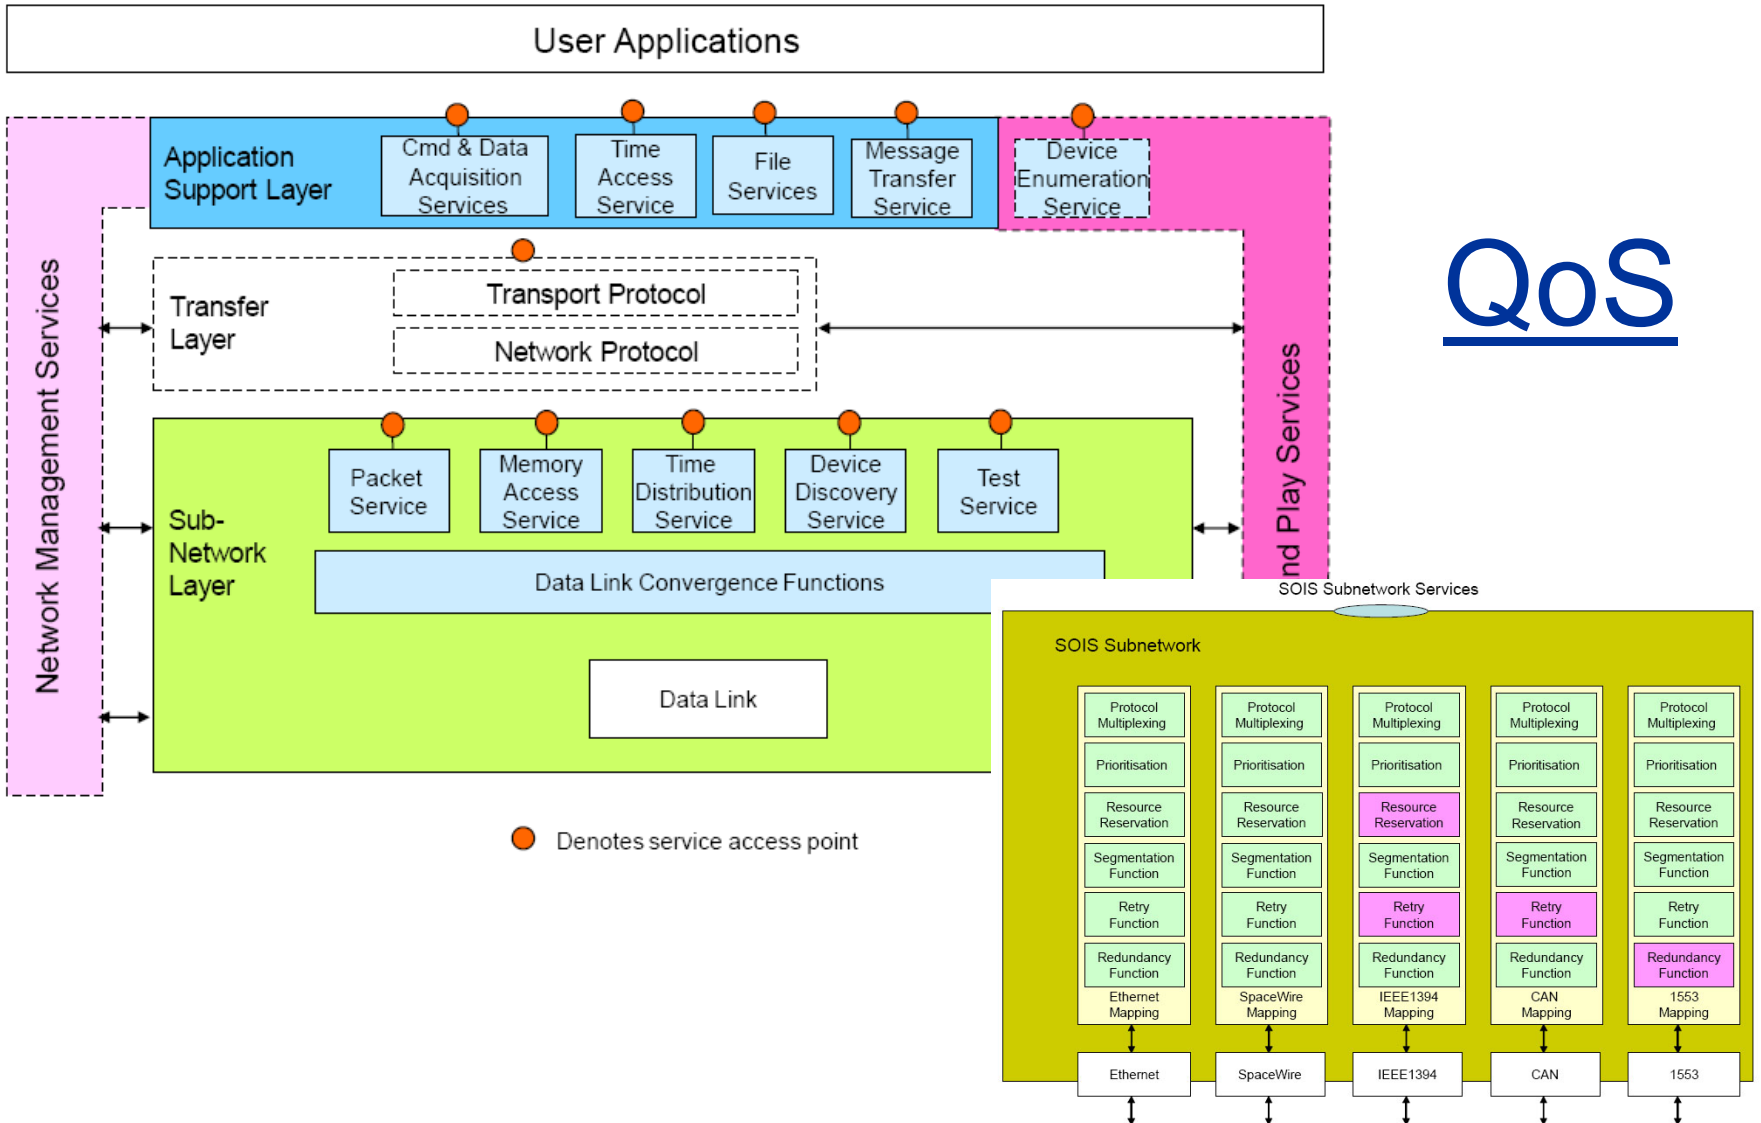 User Applications
Application
Support Layer
Cmd & Data
Acquisition
Services
Time
Access
Service
File
Services
Message
Transfer
Service
Device
Enumeration
Service
QoS
Network Management Services
Transfer
Layer
Transport Protocol
Network Protocol
nd Play Services
Sub-
Network
Layer
Packet
Service
Memory
Access
Service
Time
Distribution
Service
Device
Discovery
Service
Test
Service
Data Link Convergence Functions
Data Link
Denotes service access point
SOIS Subnetwork Services
SOIS Subnetwork
Protocol
Multiplexing
Prioritisation
Resource
Reservation
Segmentation
Function
Retry
Function
Redundancy
Function
Ethernet
Mapping
Ethernet
Protocol
Multiplexing
Prioritisation
Resource
Reservation
Segmentation
Function
Retry
Function
Redundancy
Function
SpaceWire
Mapping
SpaceWire
Protocol
Multiplexing
Prioritisation
Resource
Reservation
Segmentation
Function
Retry
Function
Redundancy
Function
IEEE1394
Mapping
IEEE1394
Protocol
Multiplexing
Prioritisation
Resource
Reservation
Segmentation
Function
Retry
Function
Redundancy
Function
CAN
Mapping
CAN
Protocol
Multiplexing
Prioritisation
Resource
Reservation
Segmentation
Function
Retry
Function
Redundancy
Function
1553
Mapping
1553